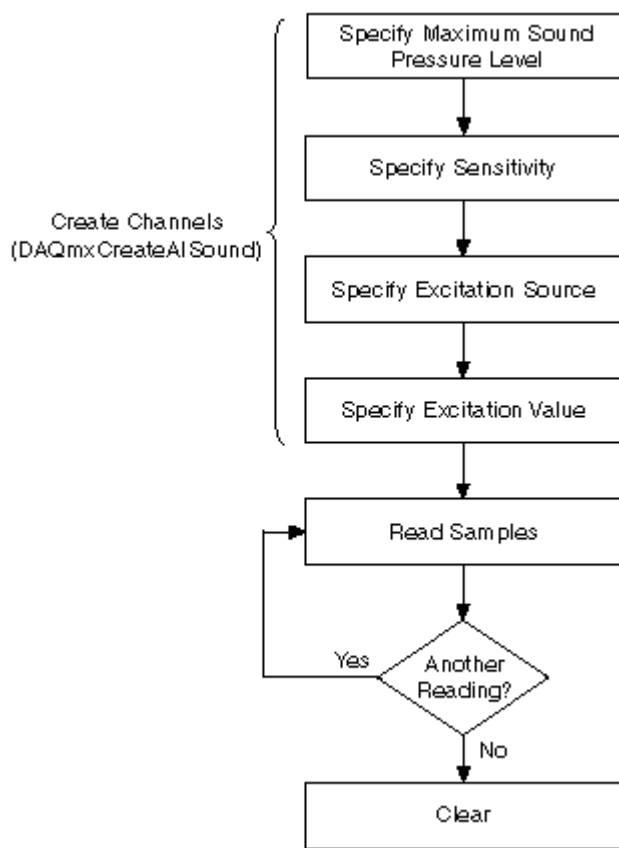 Specify Maximum Sound
Pressure Level
Specify Sensitivity
Create Channels
(DAQmxCreateAISound)
Specify Excitation Source
Specify Excitation Value
Read Samples
Yes
Another
Reading?
No
Clear